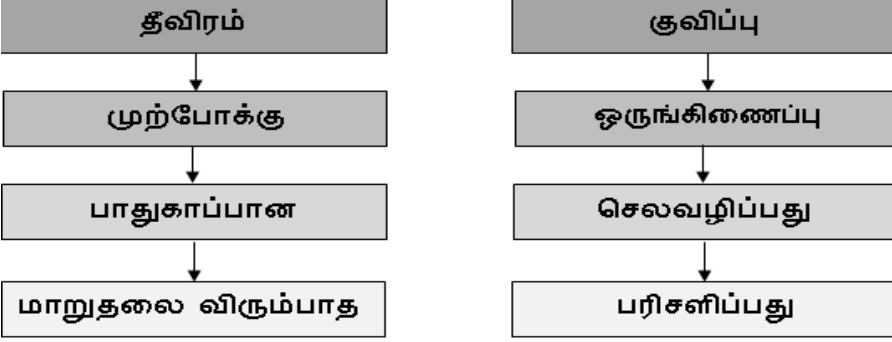 தீவிரம்
முற்போக்கு
பாதுகாப்பான
மாறுதலை விரும்பாத
குவிப்பு
ஒருங்கிணைப்பு
செலவழிப்பது
பரிசளிப்பது